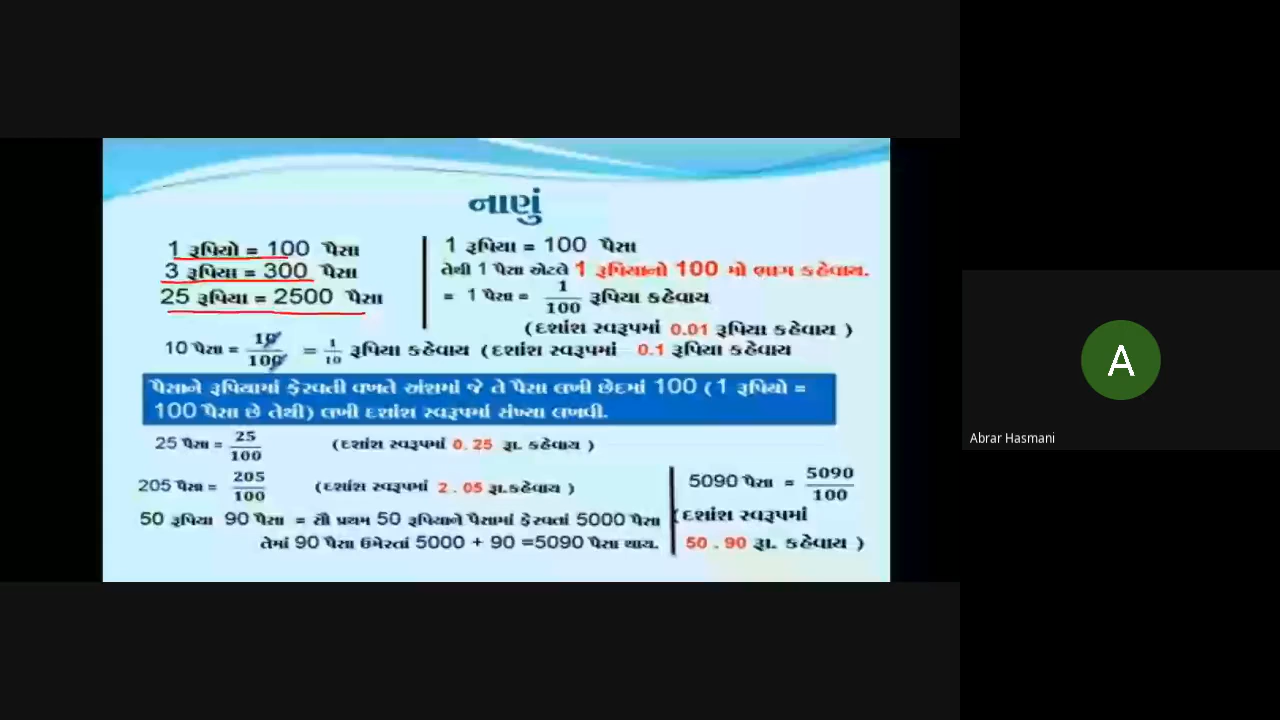 નાણું
1 રૂપિયો = 100 પૈસા
3 રૂપિયા = 300 પૈસા
25 રૂપિયા = 2500 પૈસા
1 રૂપિયા = 100 પૈસા
તેથી 1 પૈસા એટલે 1 રૂપિયાનો 100 મો ભાગ કહેવાય.
= 1 પૈસા = 1/100 રૂપિયા કહેવાય
(દશાંશ સ્વરૂપમાં 0.01 રૂપિયા કહેવાય )
10 પૈસા = 10/100 = 1/10 રૂપિયા કહેવાય (દશાંશ સ્વરૂપમાં 0.1 રૂપિયા કહેવાય
પૈસાને રૂપિયામાં ફેરવતી વખતે અંશમાં જે તે પૈસા લખી છેદમાં 100 (1 રૂપિયો =
100 પૈસા છે તેથી) લખી દશાંશ સ્વરૂપમાં સંખ્યા લખવી.
25 પૈસા = 25/100 (દશાંશ સ્વરૂપમાં 0. 25 રૂા. કહેવાય )
205 પૈસા = 205/100 (દશાંશ સ્વરૂપમાં 2 . 05 રૂા.કહેવાય )
50 રૂપિયા 90 પૈસા = સૌ પ્રથમ 50 રૂપિયાને પૈસામાં ફેરવતાં 5000 પૈસા
તેમાં 90 પૈસા ઉમેરતાં 5000 + 90 =5090 પૈસા થાય.
5090 પૈસા = 5090/100
(દશાંશ સ્વરૂપમાં
50 . 90 રૂા. કહેવાય )
A
Abrar Hasmani